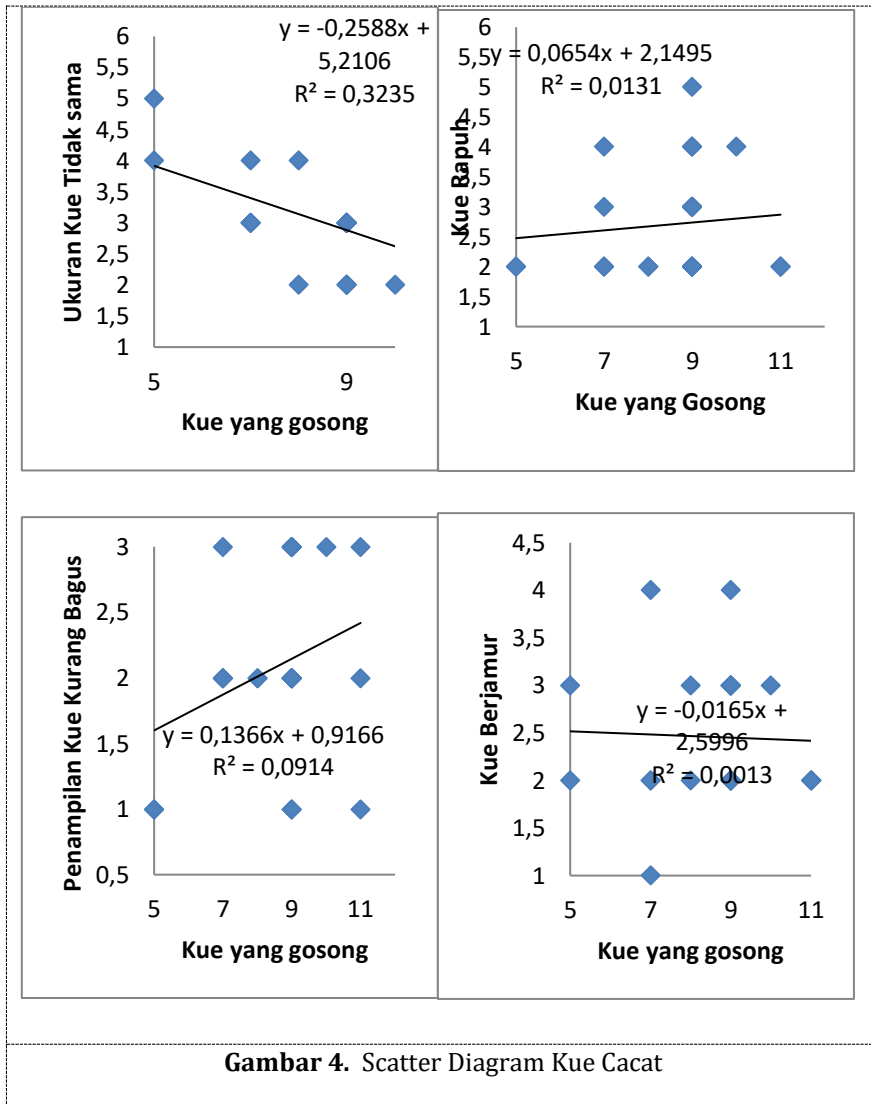 y = -0,2588x +
5,2106
R² = 0,3235
Ukuran Kue Tidak sama
6
5,5
5
4,5
4
3,5
3
2,5
2
1,5
1
5 9
Kue yang gosong
y = 0,0654x + 2,1495
R² = 0,0131
Kue Rapuh
6
5,5
5
4,5
4
3,5
3
2,5
2
1,5
1
5 7 9 11
Kue yang Gosong
Penampilan Kue Kurang Bagus
3
2,5
2
1,5
1
0,5
y = 0,1366x + 0,9166
R² = 0,0914
5 7 9 11
Kue yang gosong
Kue Berjamur
4,5
4
3,5
3
2,5
2
1,5
1
y = -0,0165x +
2,5996
R² = 0,0013
5 7 9 11
Kue yang gosong
Gambar 4. Scatter Diagram Kue Cacat